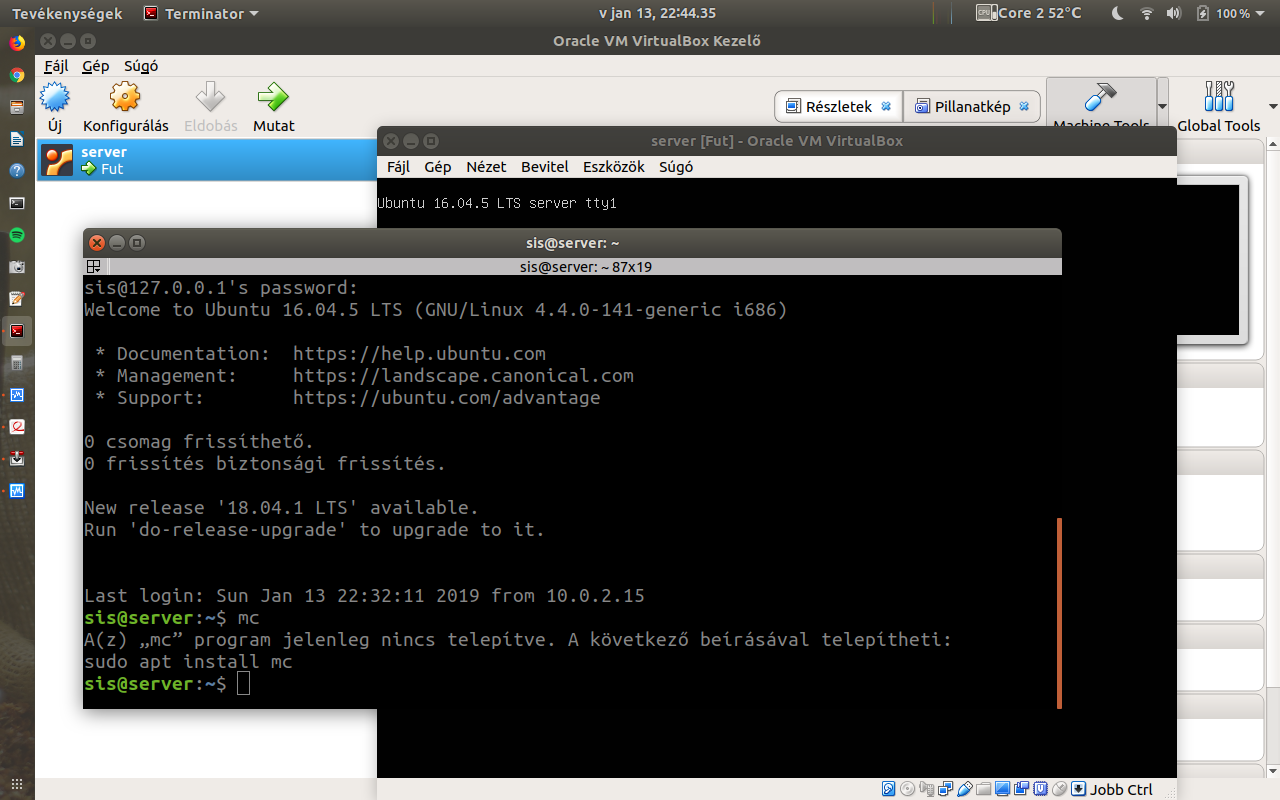 Tevékenységek Terminator v jan 13, 22:44.35 CPU Core 2 52°C 100 %
Oracle VM VirtualBox Kezelő
Fájl Gép Súgó
Új Konfigurálás Eldobás Mutat Részletek Pillanatkép Machine Tools Global Tools
server
Fut
server [Fut] - Oracle VM VirtualBox
Fájl Gép Nézet Bevitel Eszközök Súgó
Ubuntu 16.04.5 LTS server tty1
sis@server: ~
sis@server: ~ 87x19
sis@127.0.0.1's password:
Welcome to Ubuntu 16.04.5 LTS (GNU/Linux 4.4.0-141-generic i686)
* Documentation: https://help.ubuntu.com
* Management: https://landscape.canonical.com
* Support: https://ubuntu.com/advantage
0 csomag frissíthető.
0 frissítés biztonsági frissítés.
New release '18.04.1 LTS' available.
Run 'do-release-upgrade' to upgrade to it.
Last login: Sun Jan 13 22:32:11 2019 from 10.0.2.15
sis@server:~$ mc
A(z) „mc” program jelenleg nincs telepítve. A következő beírásával telepítheti:
sudo apt install mc
sis@server:~$
Jobb Ctrl